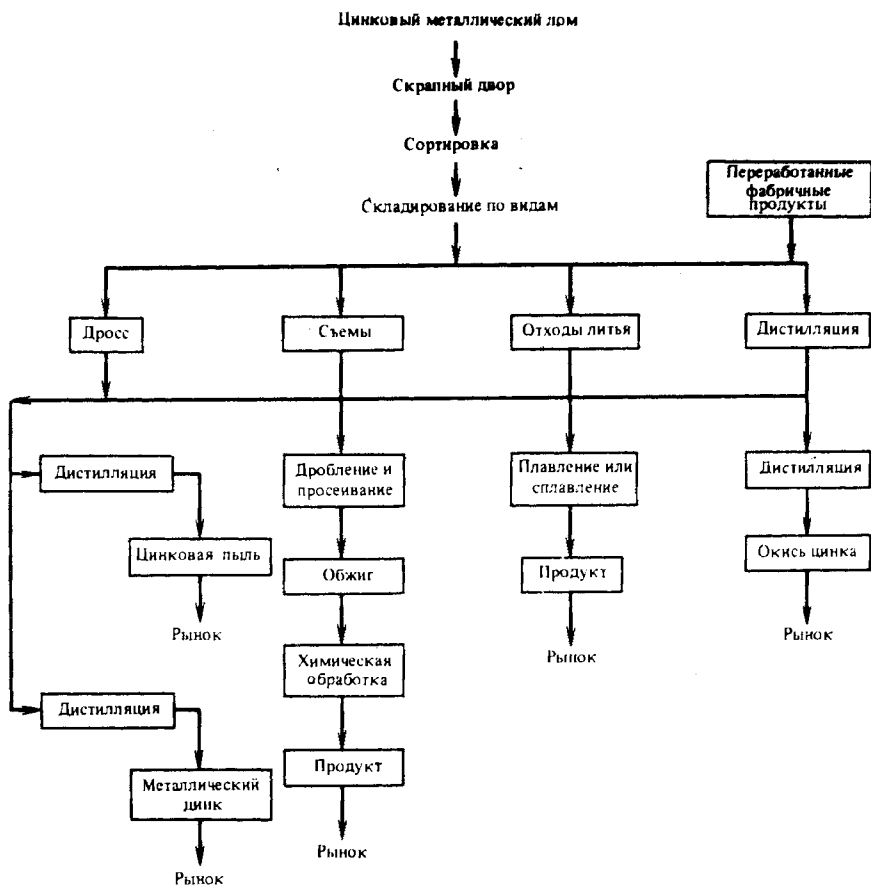 Цинковый металлический лом
Скрапный двор
Сортировка
Складирование по видам
Переработанные
фабричные
продукты
Дросс
Съемы
Отходы литья
Дистилляция
Дистилляция
Дробление и
просеивание
Плавление или
сплавление
Дистилляция
Цинковая пыль
Обжиг
Продукт
Окись цинка
Рынок
Химическая
обработка
Рынок
Рынок
Дистилляция
Продукт
Металлический
цинк
Рынок
Рынок